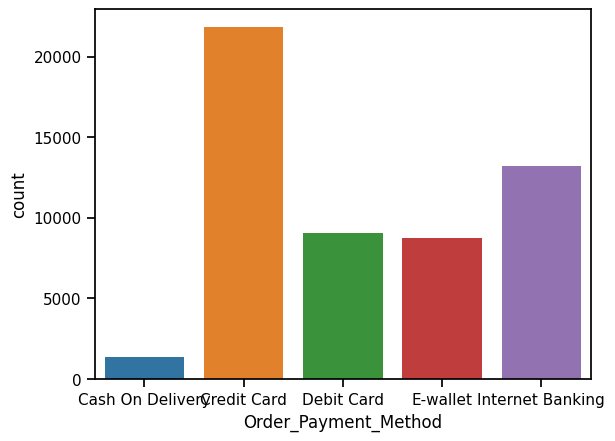 20000
15000
10000
5000
0
count
Cash On Delivery Credit Card Debit Card E-wallet Internet Banking
Order_Payment_Method